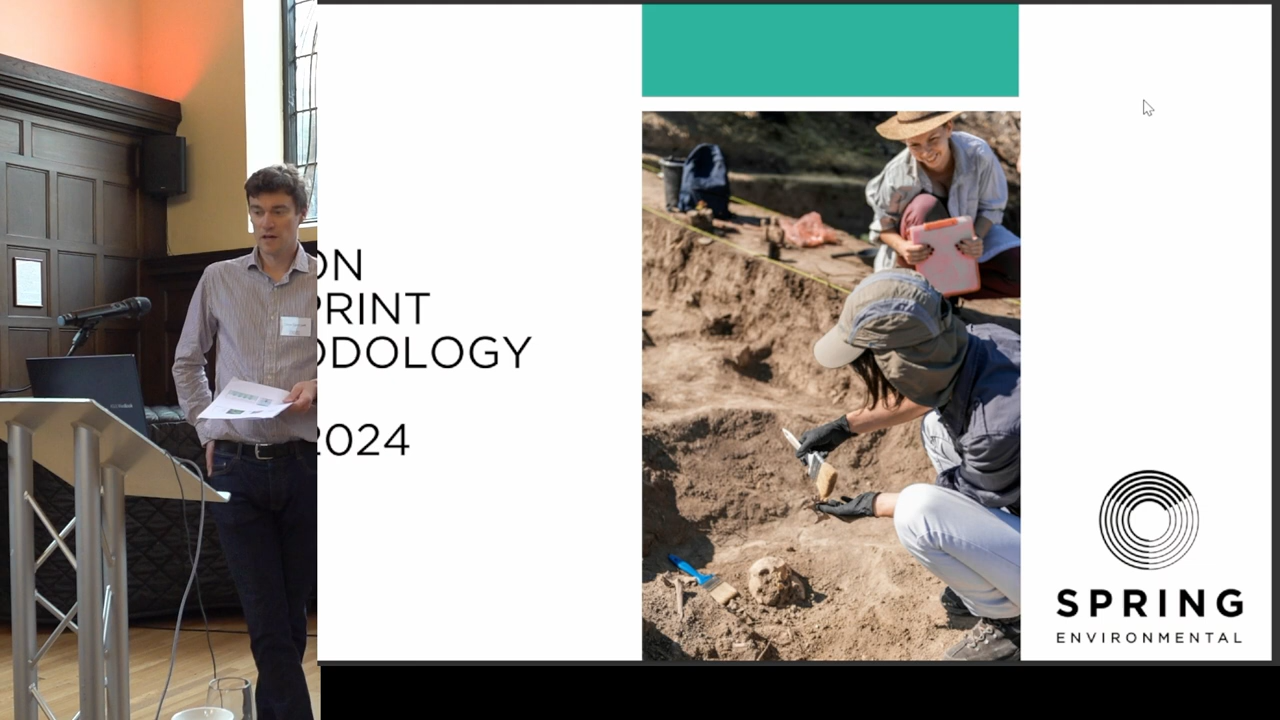 ON
PRINT
ODOLOGY
2024
SPRING
ENVIRONMENTAL